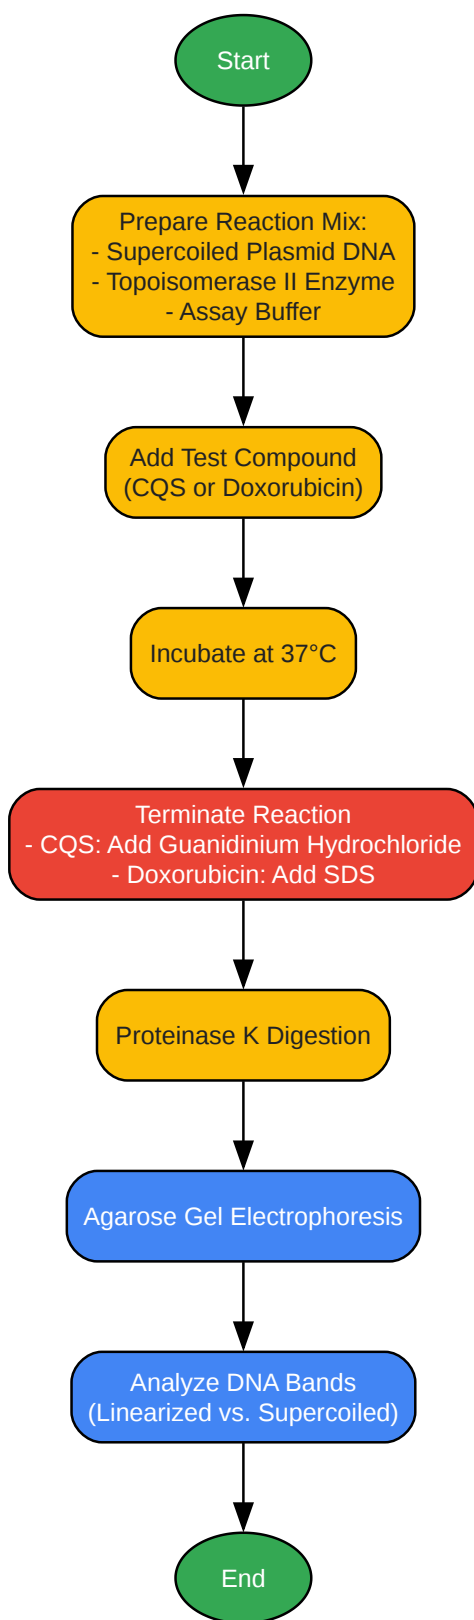 Start
Prepare Reaction Mix:
- Supercoiled Plasmid DNA
- Topoisomerase II Enzyme
- Assay Buffer
Add Test Compound
(CQS or Doxorubicin)
Incubate at 37°C
Terminate Reaction
- CQS: Add Guanidinium Hydrochloride
- Doxorubicin: Add SDS
Proteinase K Digestion
Agarose Gel Electrophoresis
Analyze DNA Bands
(Linearized vs. Supercoiled)
End